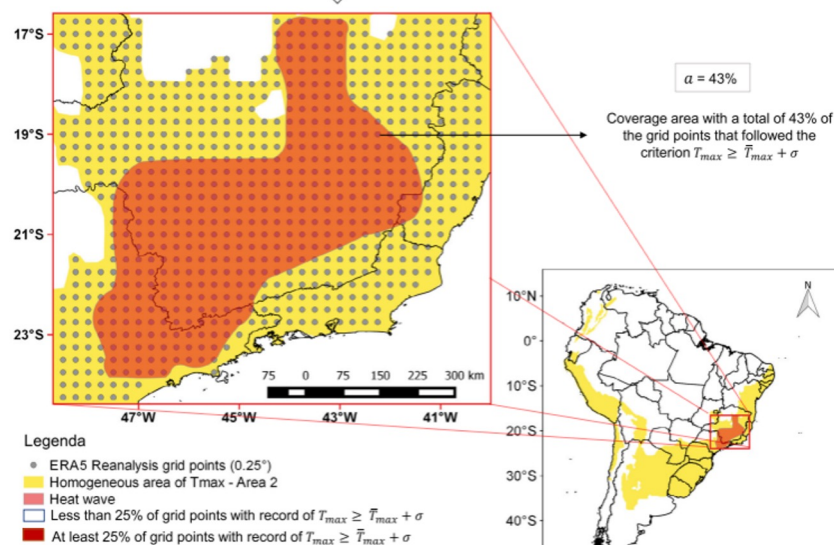 17°S
19°S
21°S
23°S
47°W
45°W
43°W
41°W
75 0 75 150 225 300 km
a = 43%
Coverage area with a total of 43% of
the grid points that followed the
criterion T_max ≥ T̅_max + σ
N
10°N
0°
10°S
20°S
30°S
40°S
Legenda
ERA5 Reanalysis grid points (0.25°)
Homogeneous area of Tmax - Area 2
Heat wave
Less than 25% of grid points with record of T_max ≥ T̅_max + σ
At least 25% of grid points with record of T_max ≥ T̅_max + σ